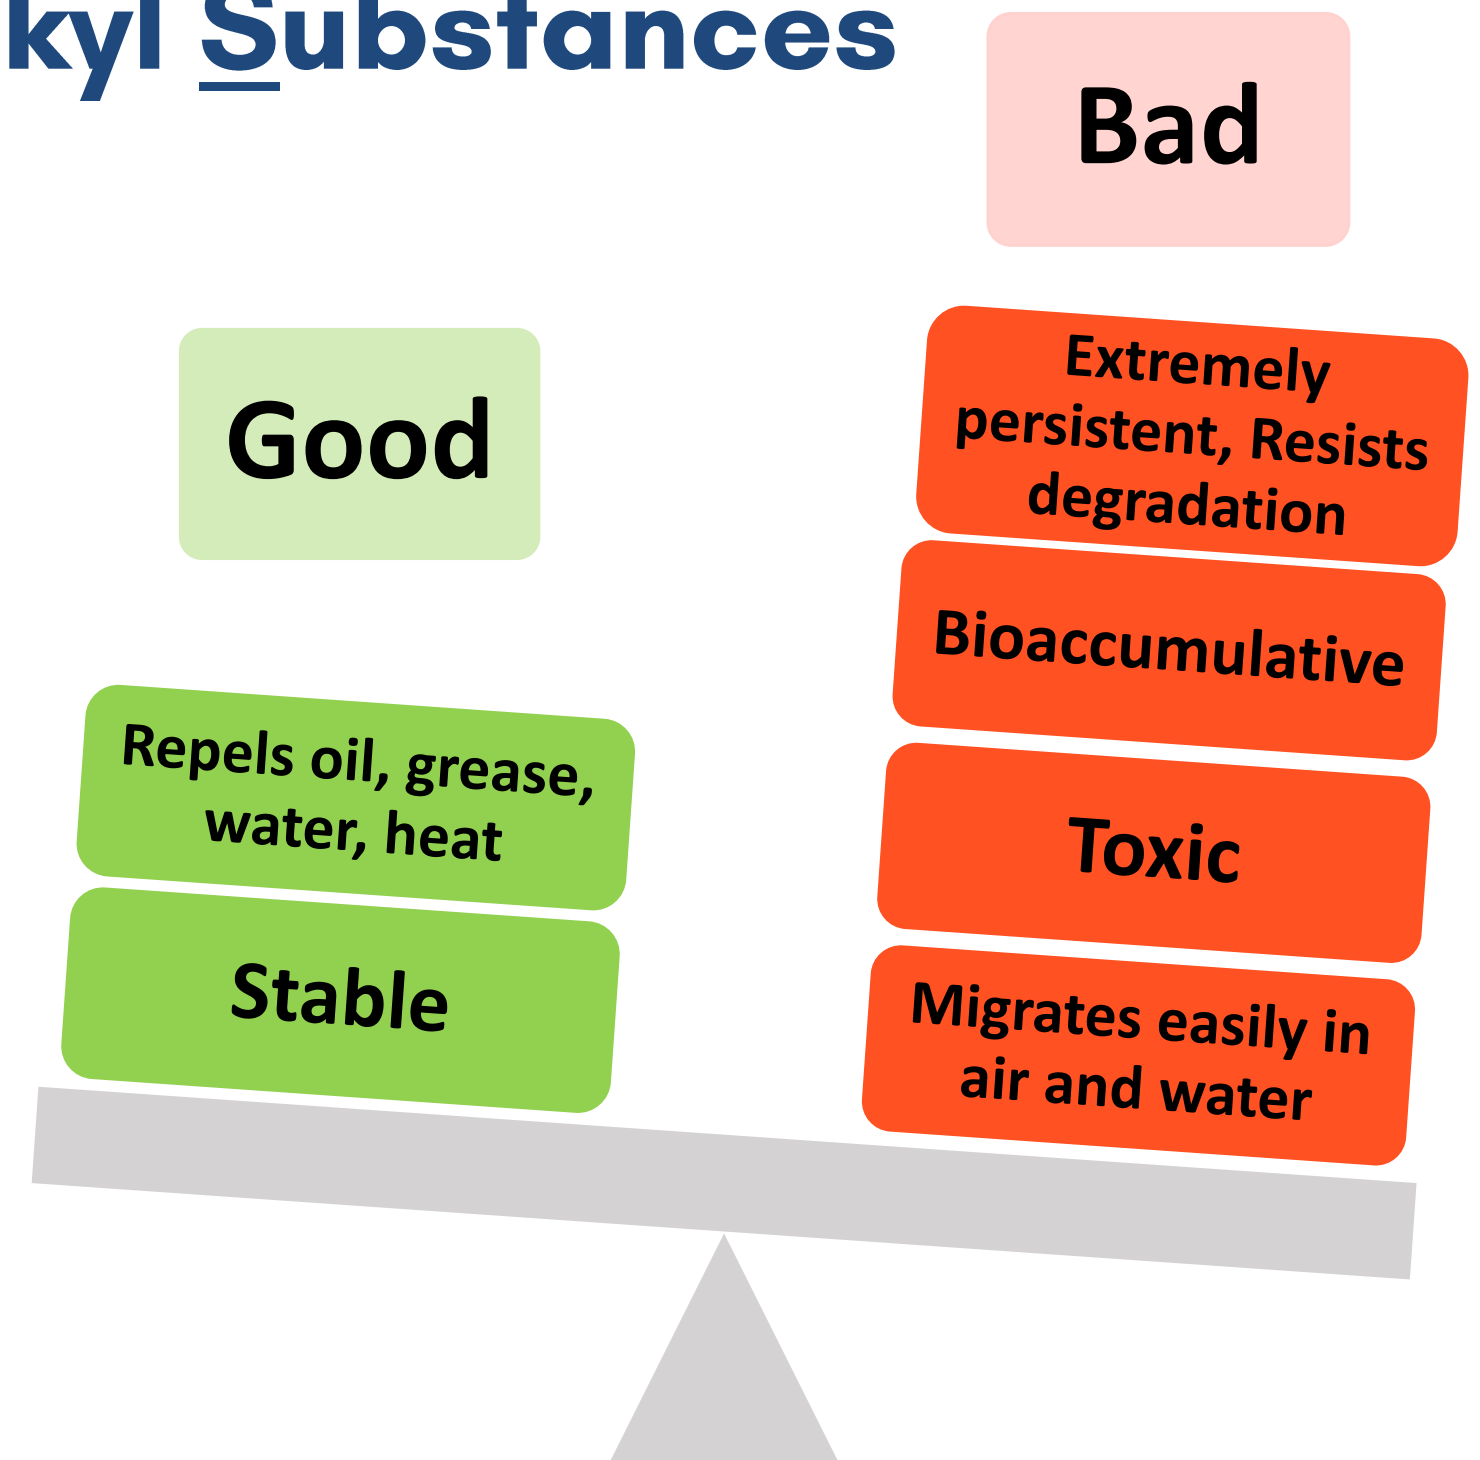 kyl Substances
Bad
Good
Extremely
persistent, Resists
degradation
Bioaccumulative
Toxic
Migrates easily in
air and water
Repels oil, grease,
water, heat
Stable